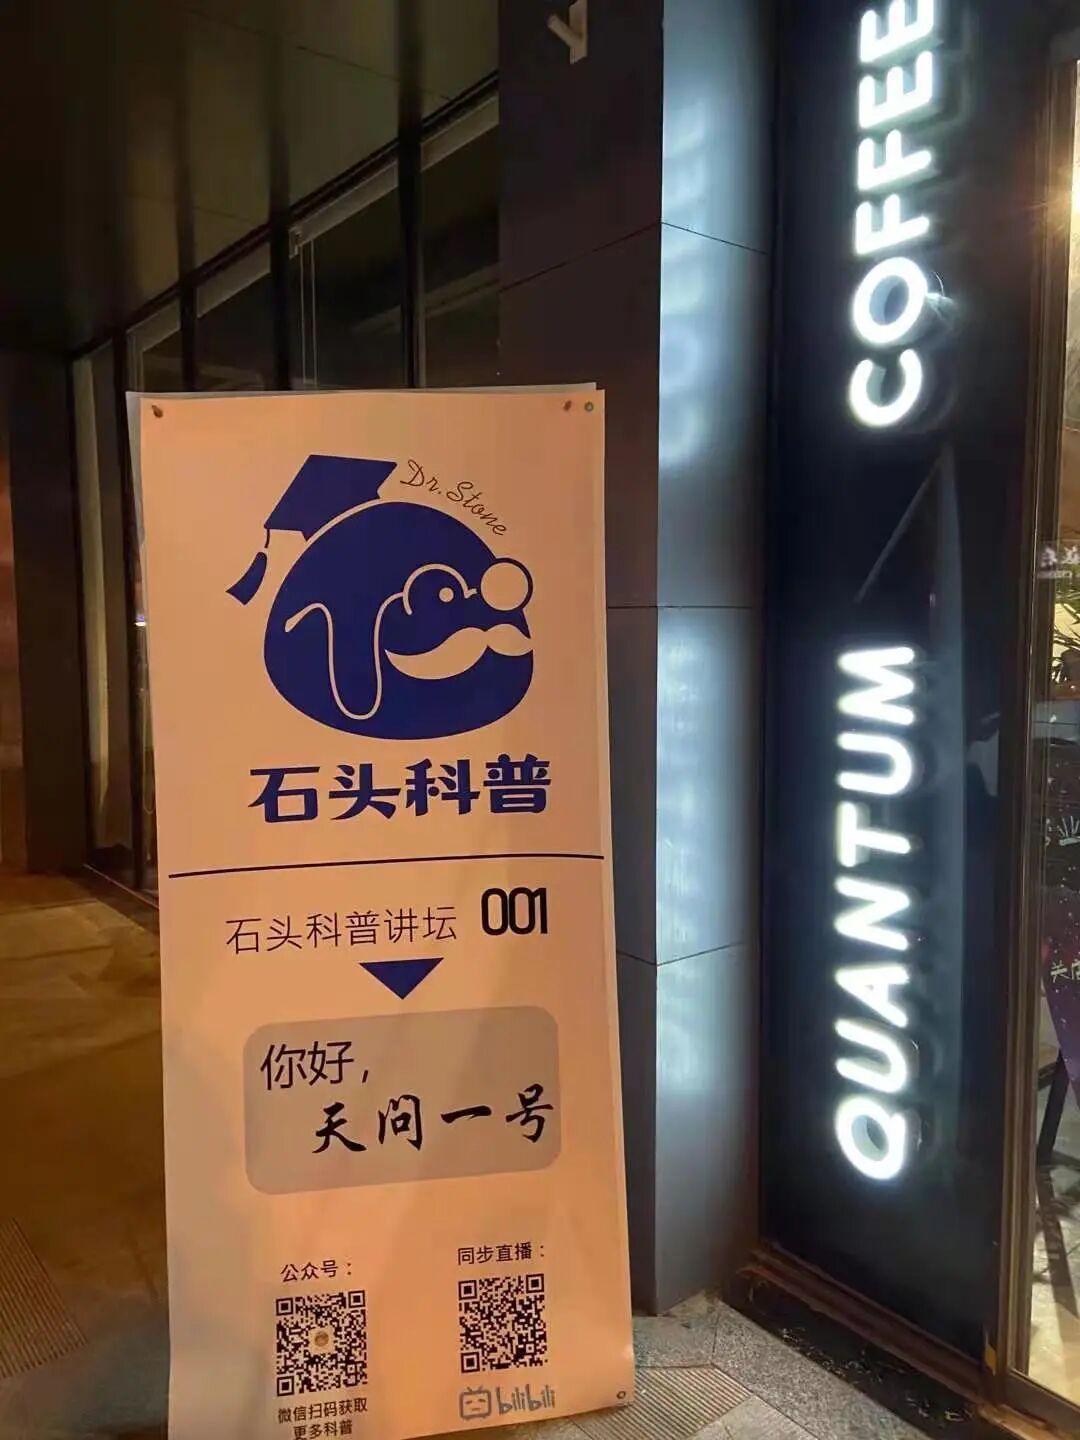 Dr. Stone
石头科普
石头科普讲坛 001
你好，
天问一号
公众号：
微信扫码获取
更多科普
同步直播：
bilibili
QUANTUM COFFEE